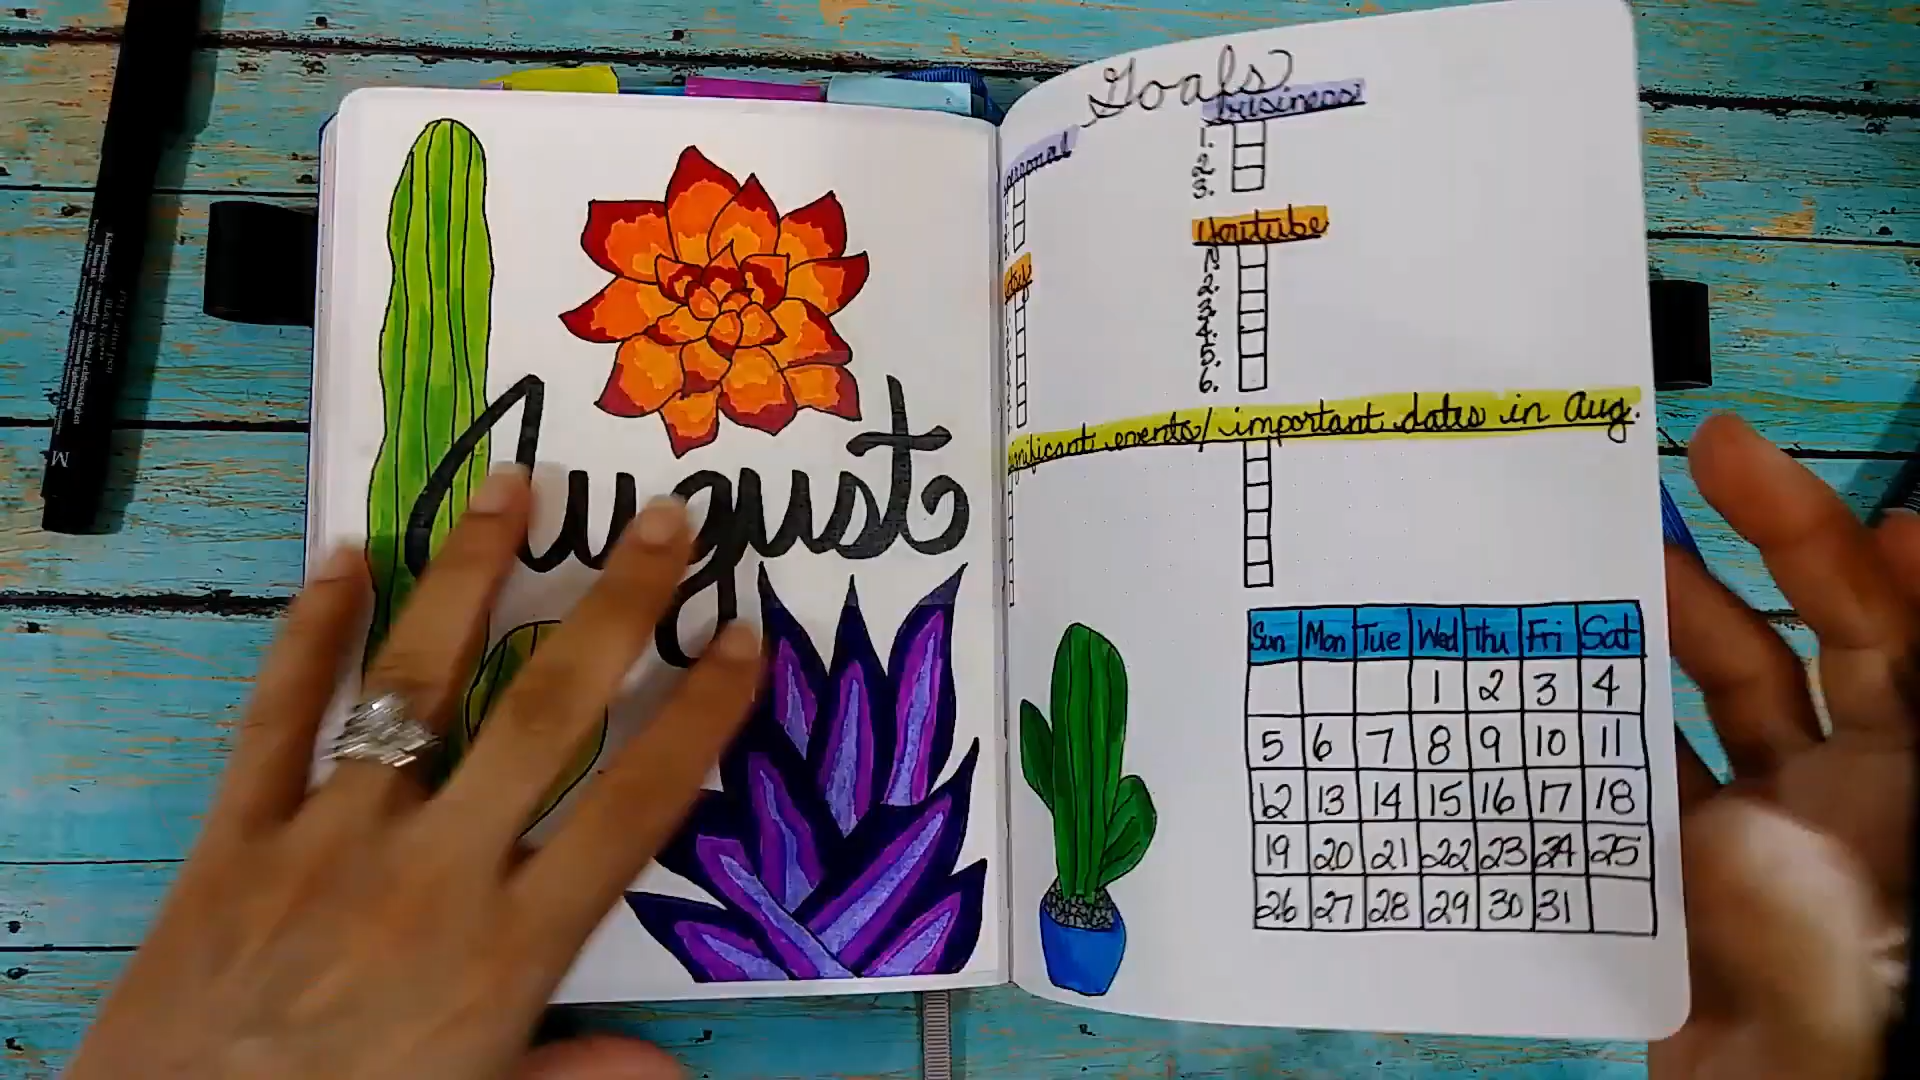 August
Goals
personal
business
1.
2.
3.
Youtube
1.
2.
3.
4.
5.
6.
significant events/important dates in Aug.
Sun Mon Tue Wed Thu Fri Sat
1 2 3 4
5 6 7 8 9 10 11
12 13 14 15 16 17 18
19 20 21 22 23 24 25
26 27 28 29 30 31
M